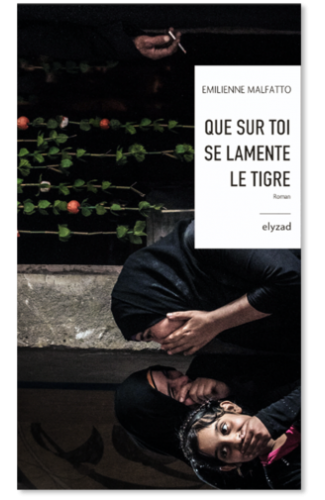 EMILIENNE MALFATTO
QUE SUR TOI
SE LAMENTE
LE TIGRE
Roman
elyzad